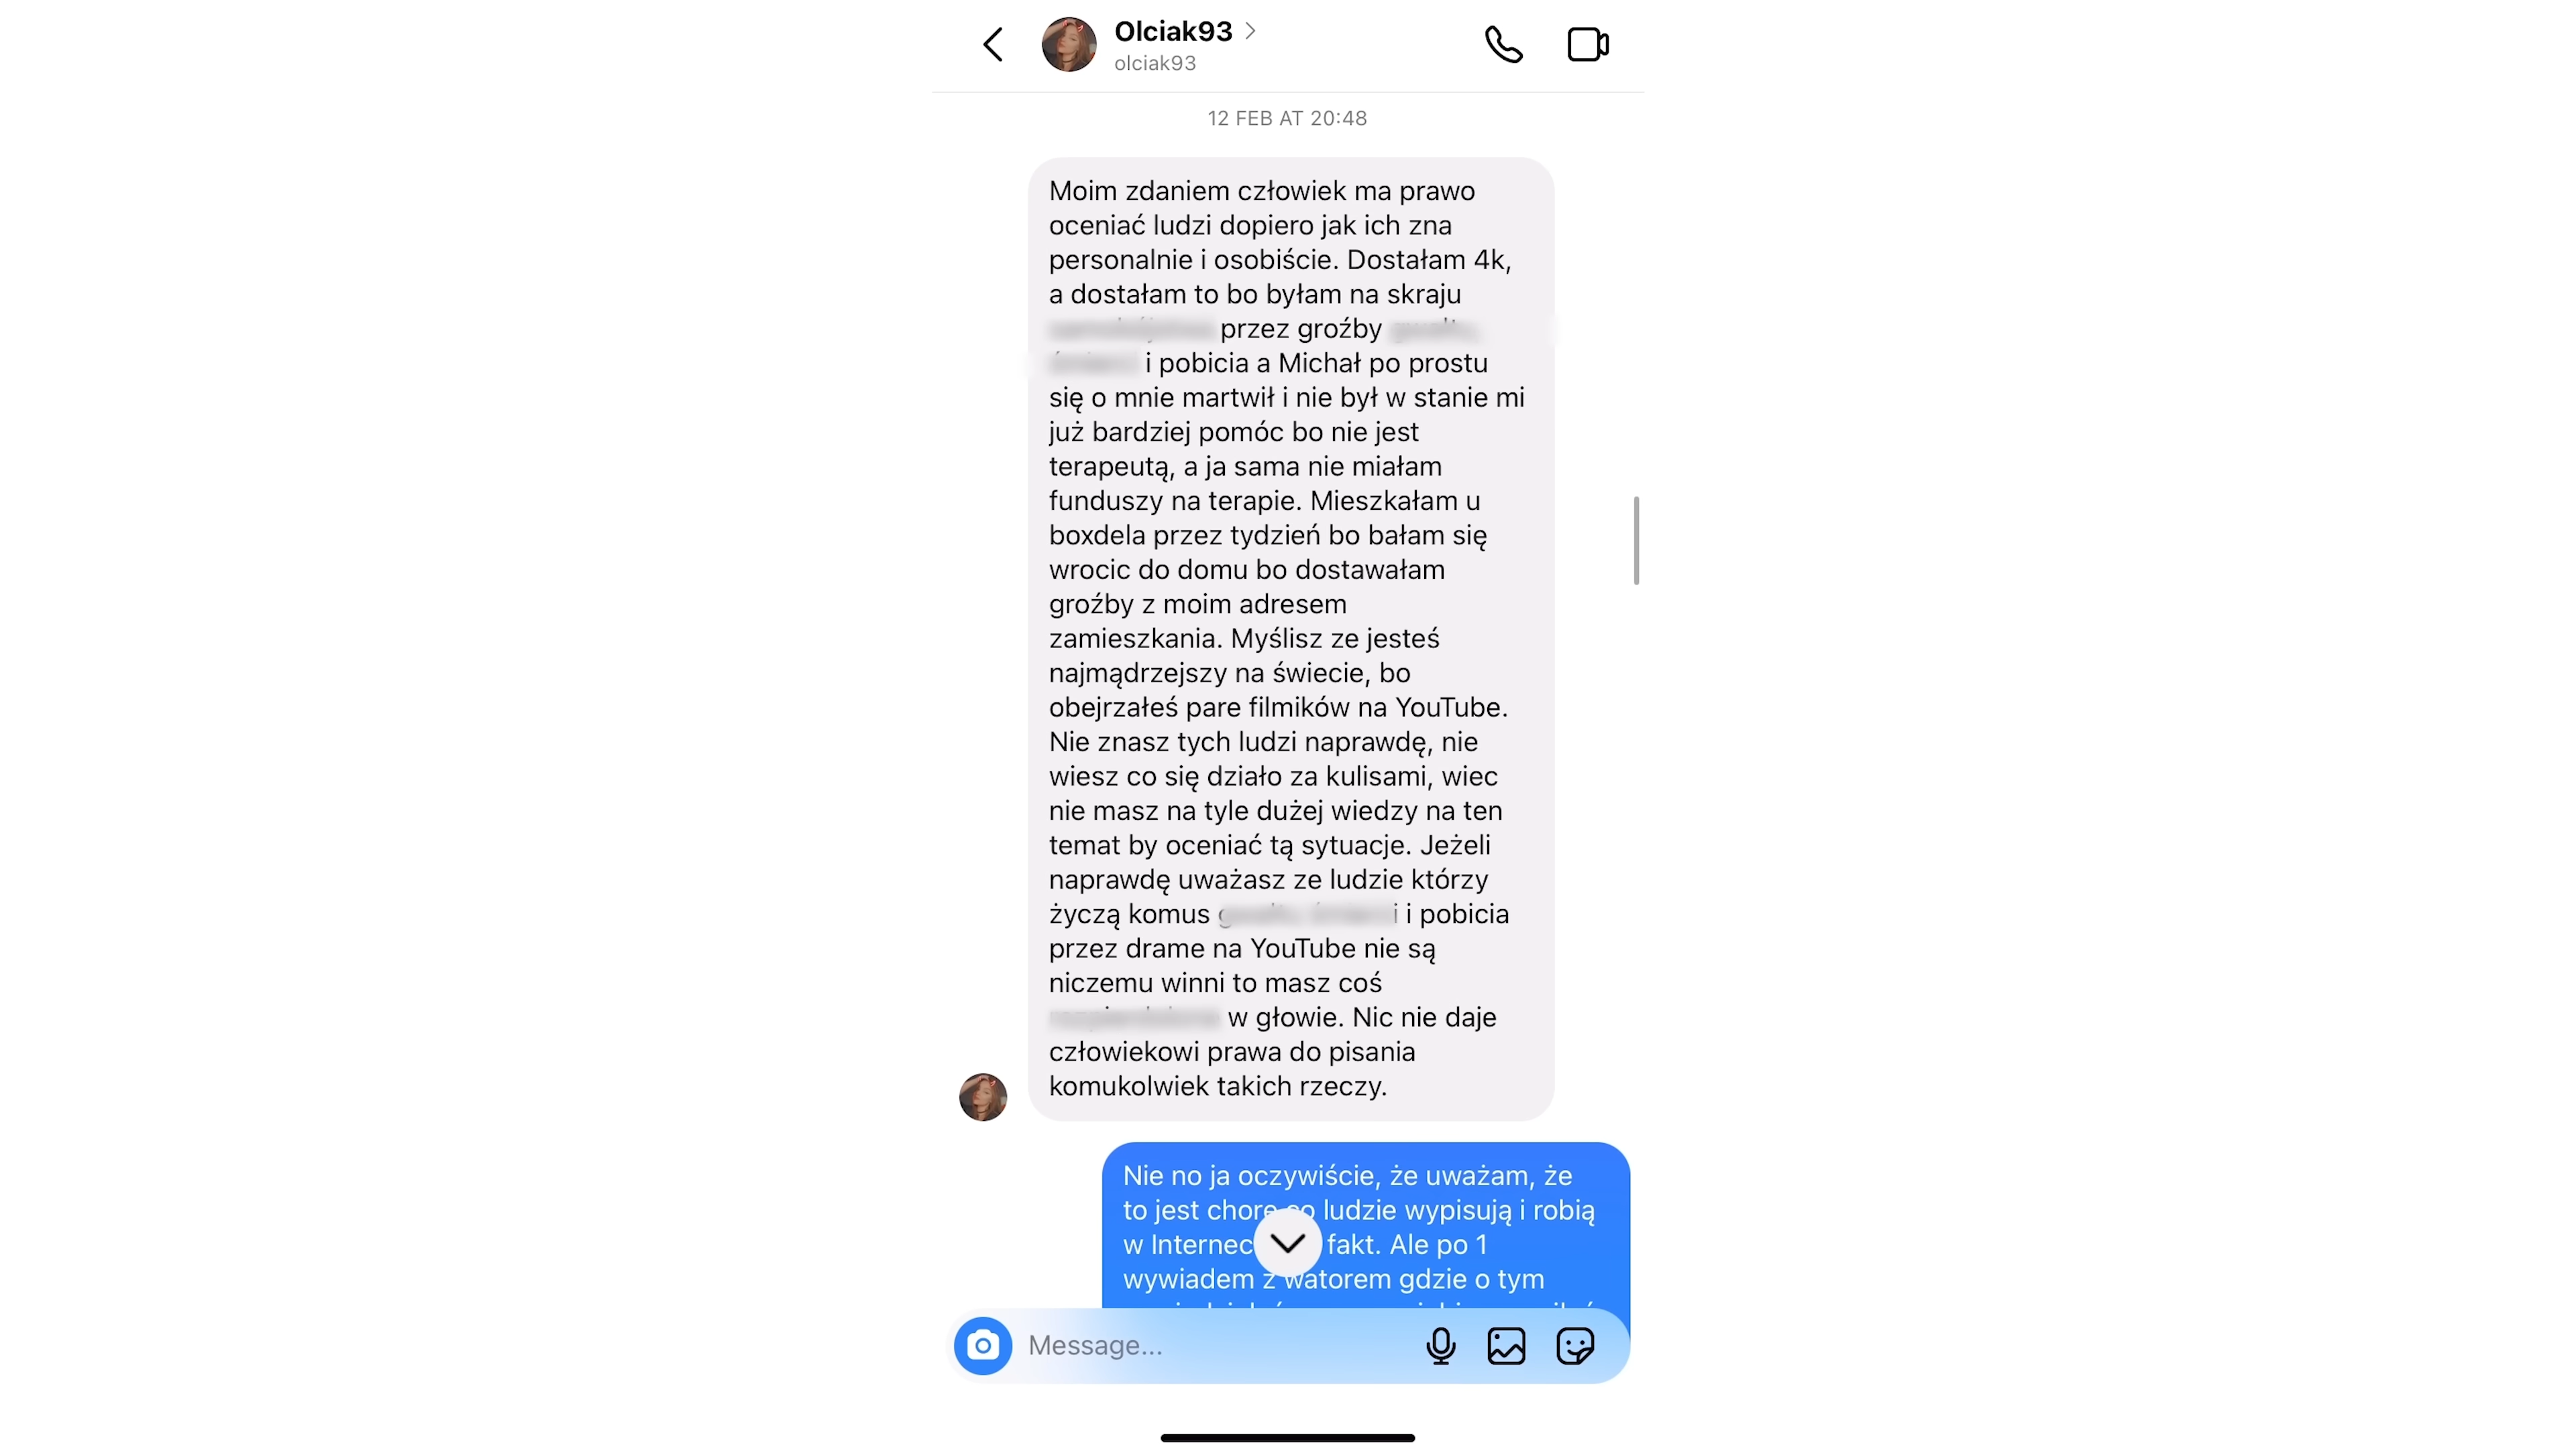 Olciak93
olciak93
12 FEB AT 20:48
Moim zdaniem człowiek ma prawo
oceniać ludzi dopiero jak ich zna
personalnie i osobiście. Dostałam 4k,
a dostałam to bo byłam na skraju
przez groźby
i pobicia a Michał po prostu
się o mnie martwił i nie był w stanie mi
już bardziej pomóc bo nie jest
terapeutą, a ja sama nie miałam
funduszy na terapie. Mieszkałam u
boxdela przez tydzień bo bałam się
wrocic do domu bo dostawałam
groźby z moim adresem
zamieszkania. Myślisz ze jesteś
najmądrzejszy na świecie, bo
obejrzałeś pare filmików na YouTube.
Nie znasz tych ludzi naprawdę, nie
wiesz co się działo za kulisami, wiec
nie masz na tyle dużej wiedzy na ten
temat by oceniać tą sytuacje. Jeżeli
naprawdę uważasz ze ludzie którzy
życzą komus i pobicia
przez drame na YouTube nie są
niczemu winni to masz coś
w głowie. Nic nie daje
człowiekowi prawa do pisania
komukolwiek takich rzeczy.
Nie no ja oczywiście, że uważam, że
to jest chore co ludzie wypisują i robią
w fakt. Ale po 1
wywiadem z watorem gdzie o tym
Message...